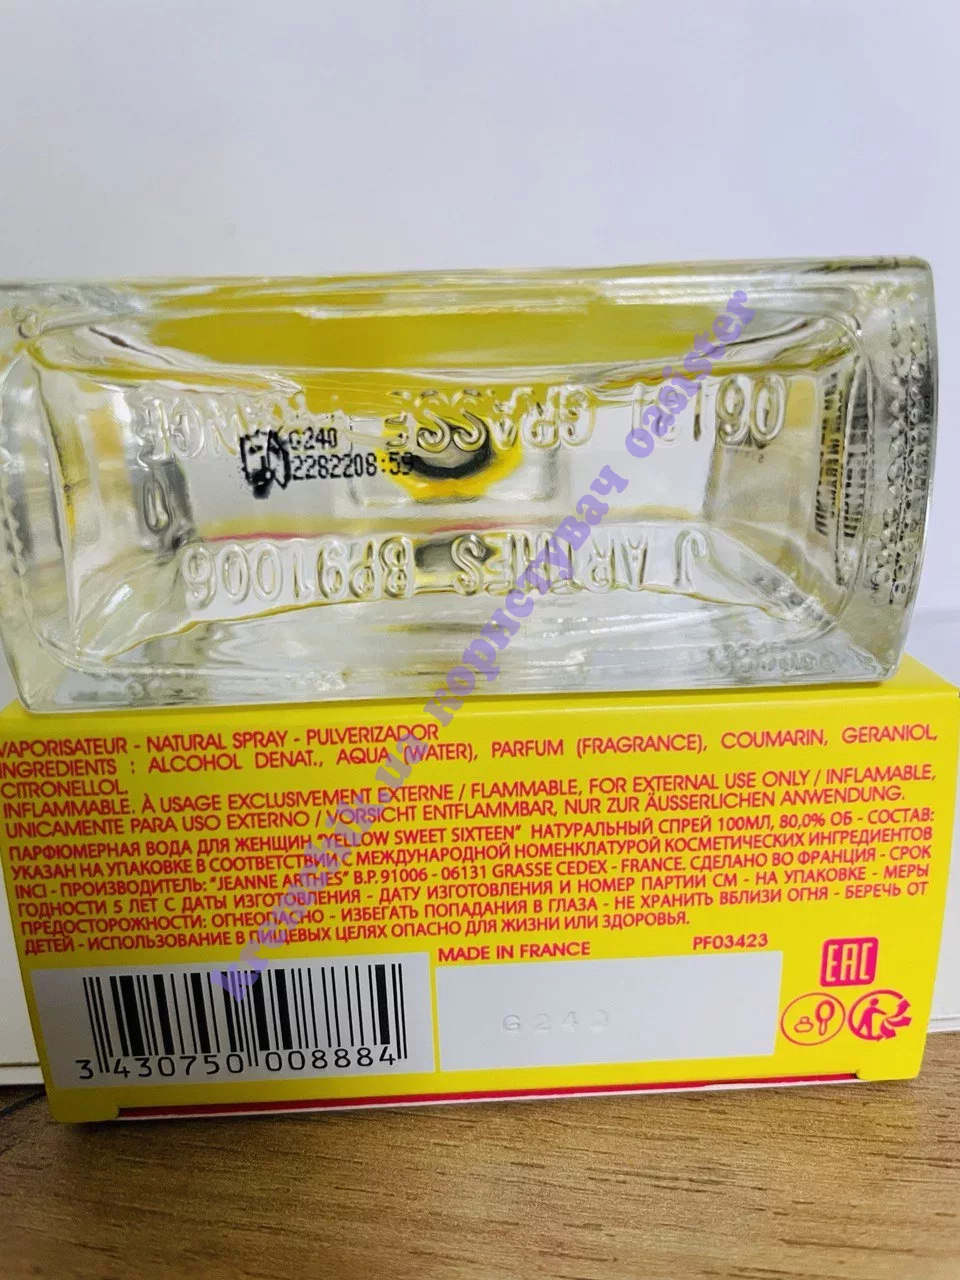 06131 GRASSE FRANCE
G240
2282208:59
J ARTHES BP91006
VAPORISATEUR - NATURAL SPRAY - PULVERIZADOR
INGREDIENTS : ALCOHOL DENAT., AQUA (WATER), PARFUM (FRAGRANCE), COUMARIN, GERANIOL,
CITRONELLOL.
INFLAMMABLE. À USAGE EXCLUSIVEMENT EXTERNE / FLAMMABLE, FOR EXTERNAL USE ONLY / INFLAMABLE,
UNICAMENTE PARA USO EXTERNO / VORSICHT ENTFLAMMBAR, NUR ZUR ÄUSSERLICHEN ANWENDUNG.
ПАРФЮМЕРНАЯ ВОДА ДЛЯ ЖЕНЩИН "YELLOW SWEET SIXTEEN" НАТУРАЛЬНЫЙ СПРЕЙ 100МЛ, 80,0% ОБ - СОСТАВ:
УКАЗАН НА УПАКОВКЕ В СООТВЕТСТВИИ С МЕЖДУНАРОДНОЙ НОМЕНКЛАТУРОЙ КОСМЕТИЧЕСКИХ ИНГРЕДИЕНТОВ
INCI - ПРОИЗВОДИТЕЛЬ: "JEANNE ARTHES" B.P. 91006 - 06131 GRASSE CEDEX - FRANCE. СДЕЛАНО ВО ФРАНЦИИ - СРОК
ГОДНОСТИ 5 ЛЕТ С ДАТЫ ИЗГОТОВЛЕНИЯ - ДАТУ ИЗГОТОВЛЕНИЯ И НОМЕР ПАРТИИ СМ - НА УПАКОВКЕ - МЕРЫ
ПРЕДОСТОРОЖНОСТИ: ОГНЕОПАСНО - ИЗБЕГАТЬ ПОПАДАНИЯ В ГЛАЗА - НЕ ХРАНИТЬ ВБЛИЗИ ОГНЯ - БЕРЕЧЬ ОТ
ДЕТЕЙ - ИСПОЛЬЗОВАНИЕ В ПИЩЕВЫХ ЦЕЛЯХ ОПАСНО ДЛЯ ЖИЗНИ ИЛИ ЗДОРОВЬЯ.
MADE IN FRANCE PF03423
EAC
G240
3 430750 008884
kreschatik.ua користувач oasister